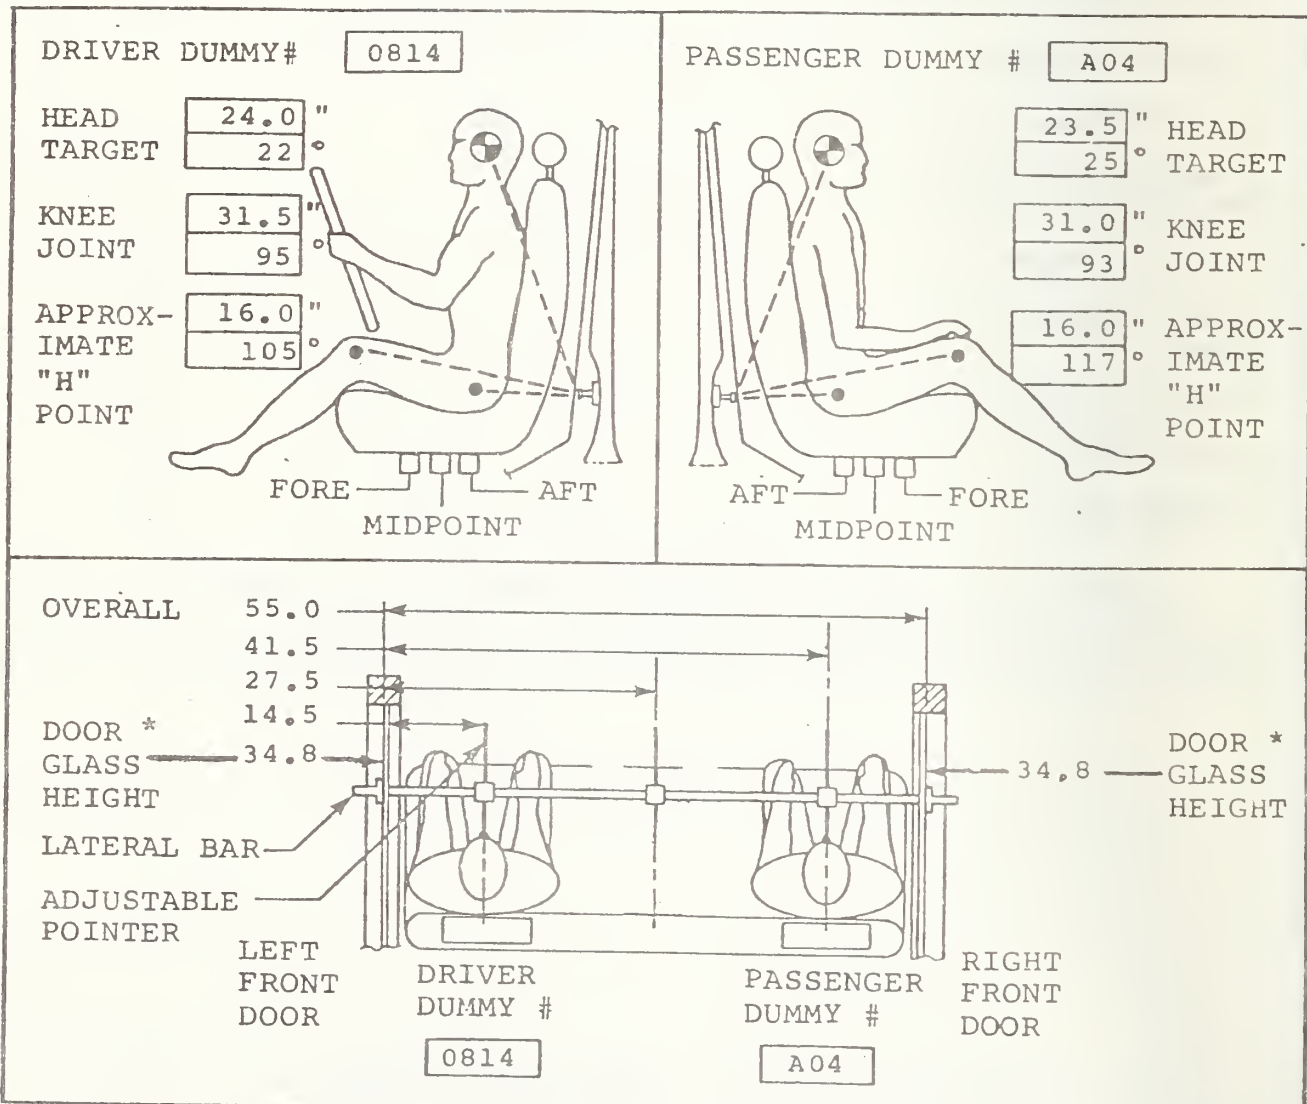 DRIVER DUMMY# 0814
HEAD TARGET
24.0 "
22 °
KNEE JOINT
31.5 "
95 °
APPROX-
IMATE
"H"
POINT
16.0 "
105 °
FORE
AFT
MIDPOINT
PASSENGER DUMMY # A04
23.5 " HEAD
25 ° TARGET
31.0 " KNEE
93 ° JOINT
16.0 " APPROX-
117 ° IMATE
"H"
POINT
AFT
FORE
MIDPOINT
OVERALL 55.0
41.5
27.5
14.5
DOOR *
GLASS
HEIGHT
34.8
34.8
DOOR *
GLASS
HEIGHT
LATERAL BAR
ADJUSTABLE
POINTER
LEFT
FRONT
DOOR
DRIVER
DUMMY #
0814
PASSENGER
DUMMY #
A04
RIGHT
FRONT
DOOR